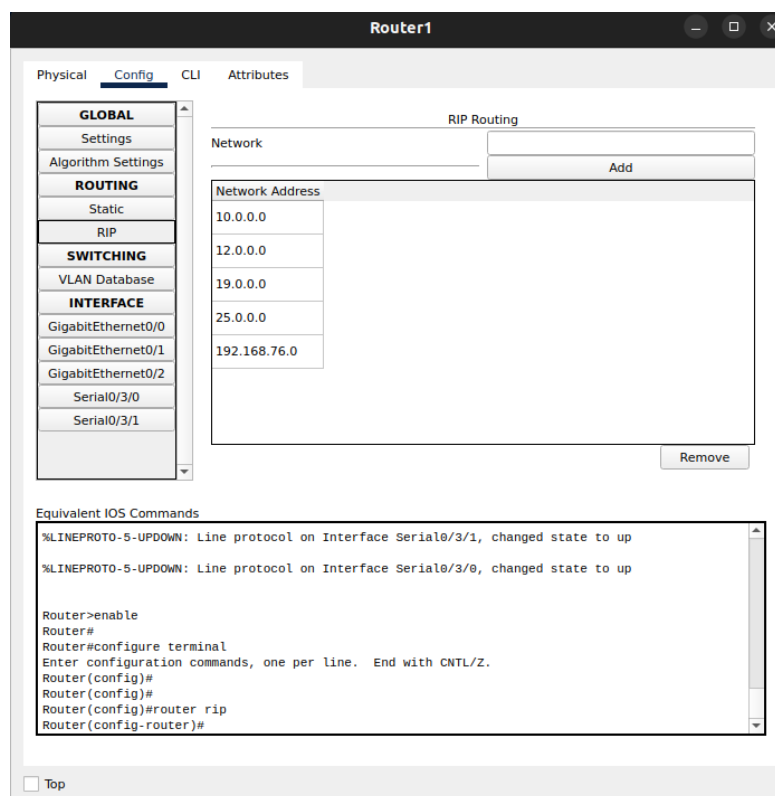 Router1
Physical Config CLI Attributes
GLOBAL
Settings
Algorithm Settings
ROUTING
Static
RIP
SWITCHING
VLAN Database
INTERFACE
GigabitEthernet0/0
GigabitEthernet0/1
GigabitEthernet0/2
Serial0/3/0
Serial0/3/1
RIP Routing
Network
Add
Network Address
10.0.0.0
12.0.0.0
19.0.0.0
25.0.0.0
192.168.76.0
Remove
Equivalent IOS Commands
%LINEPROTO-5-UPDOWN: Line protocol on Interface Serial0/3/1, changed state to up
%LINEPROTO-5-UPDOWN: Line protocol on Interface Serial0/3/0, changed state to up
Router>enable
Router#
Router#configure terminal
Enter configuration commands, one per line.  End with CNTL/Z.
Router(config)#
Router(config)#
Router(config)#router rip
Router(config-router)#
Top